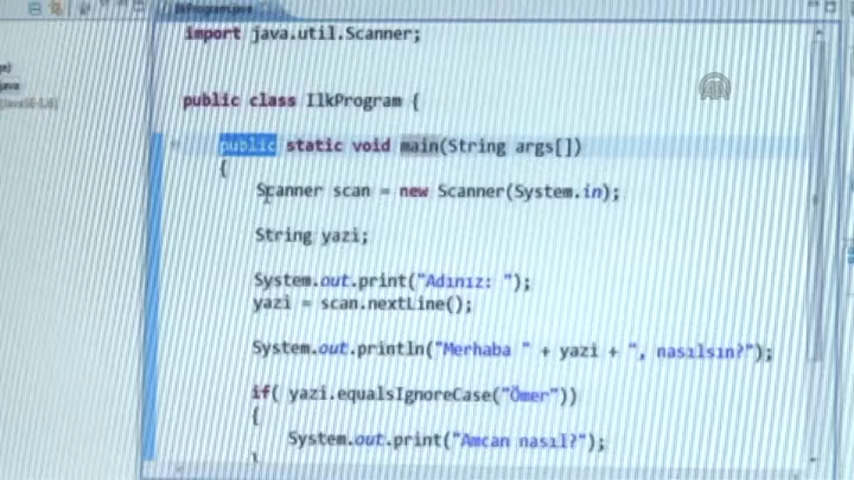 IlkProgram.java
import java.util.Scanner;
public class IlkProgram {
public static void main(String args[])
{
Scanner scan = new Scanner(System.in);
String yazi;
System.out.print("Adınız: ");
yazi = scan.nextLine();
System.out.println("Merhaba " + yazi + ", nasılsın?");
if( yazi.equalsIgnoreCase("Ömer"))
{
System.out.print("Amcan nasıl?");